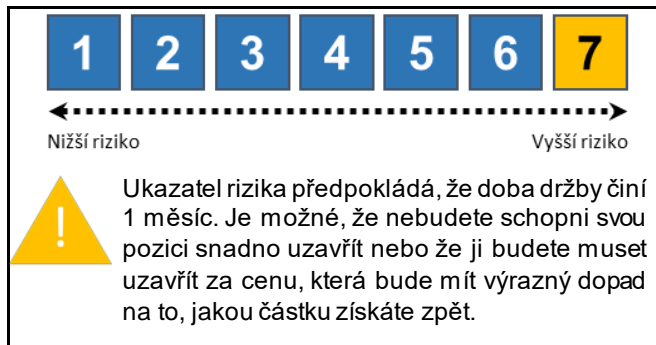 1 2 3 4 5 6 7
Nižší riziko Vyšší riziko
!
Ukazatel rizika předpokládá, že doba držby činí
1 měsíc. Je možné, že nebudete schopni svou
pozici snadno uzavřít nebo že ji budete muset
uzavřít za cenu, která bude mít výrazný dopad
na to, jakou částku získáte zpět.